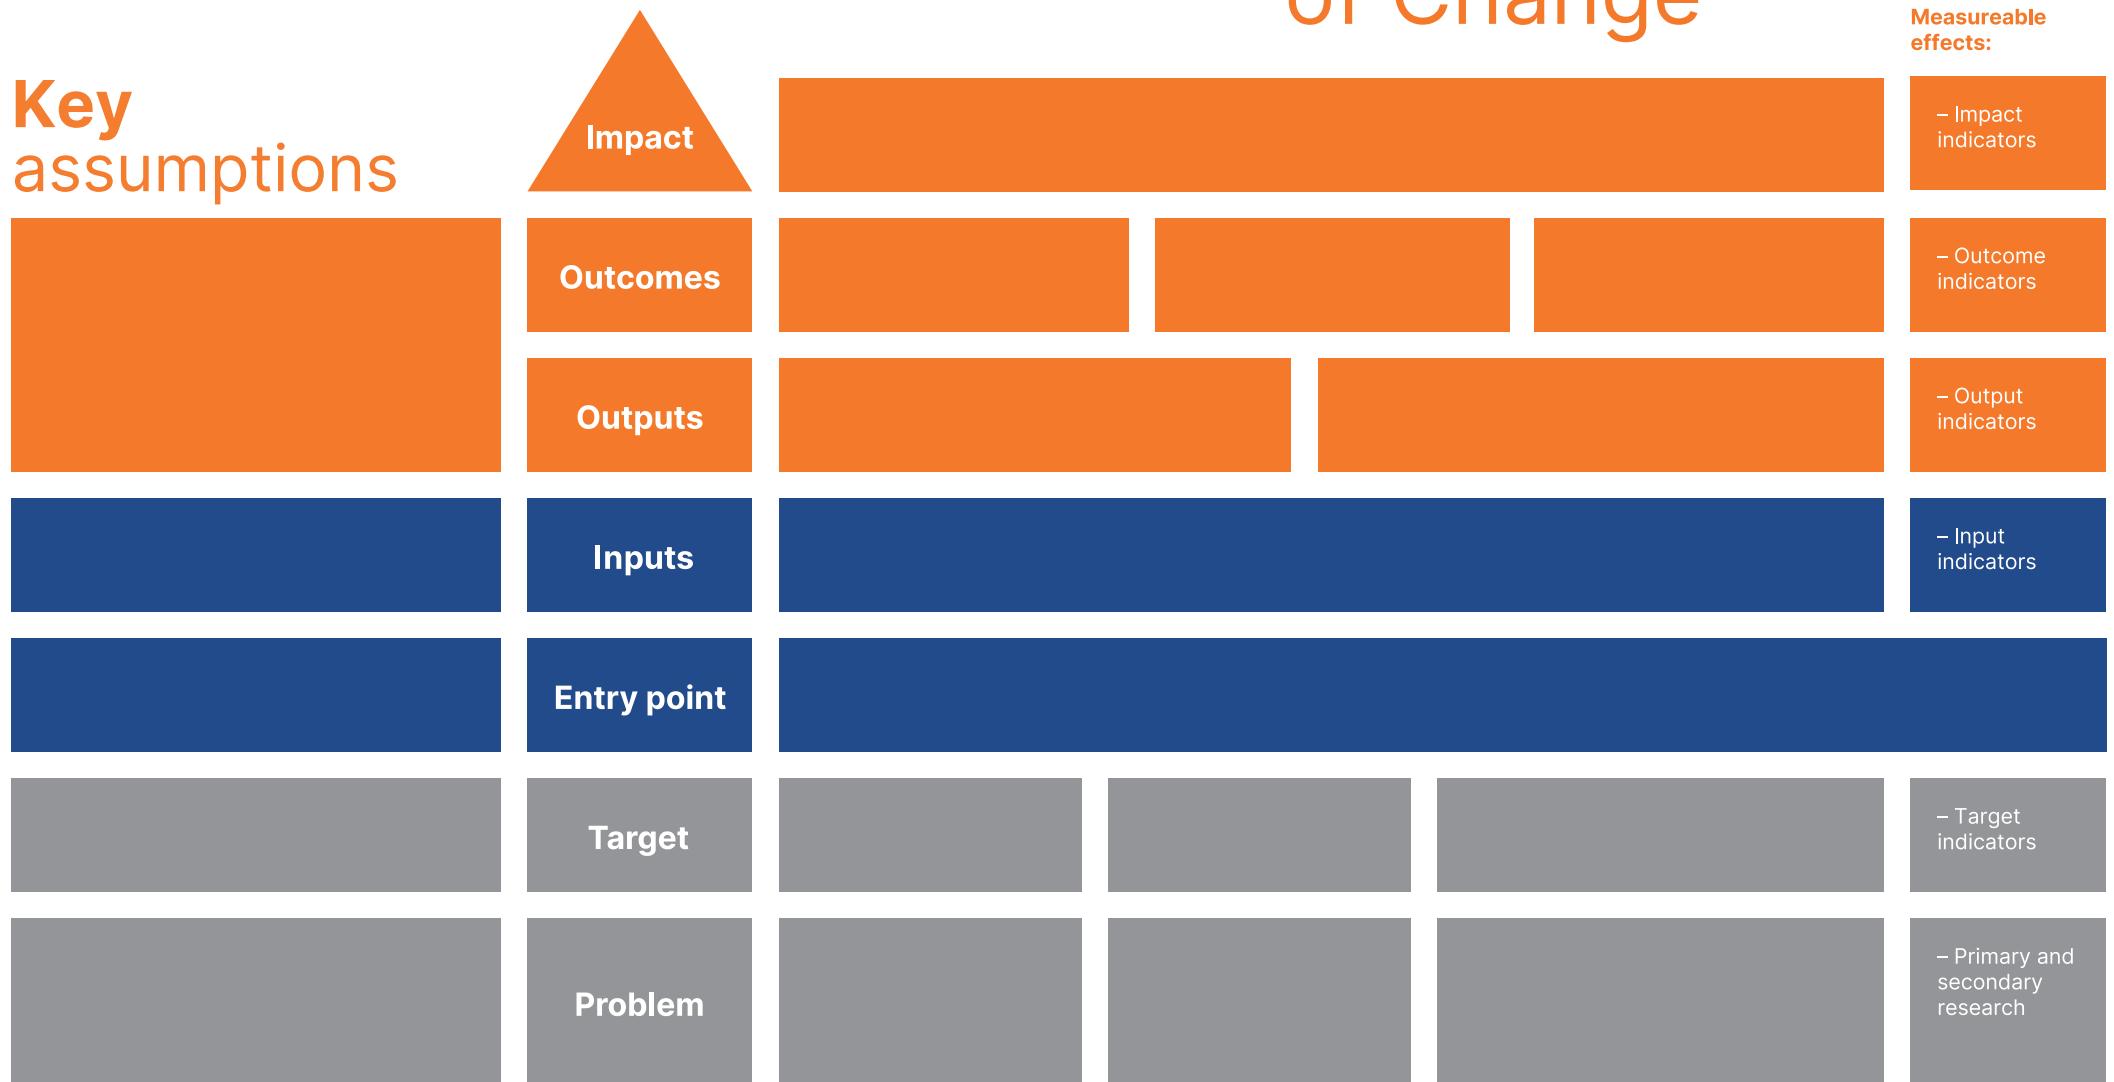 of Change
Measureable
effects:
Key
assumptions
Impact
– Impact
indicators
Outcomes
– Outcome
indicators
Outputs
– Output
indicators
Inputs
– Input
indicators
Entry point
Target
– Target
indicators
Problem
– Primary and
secondary
research